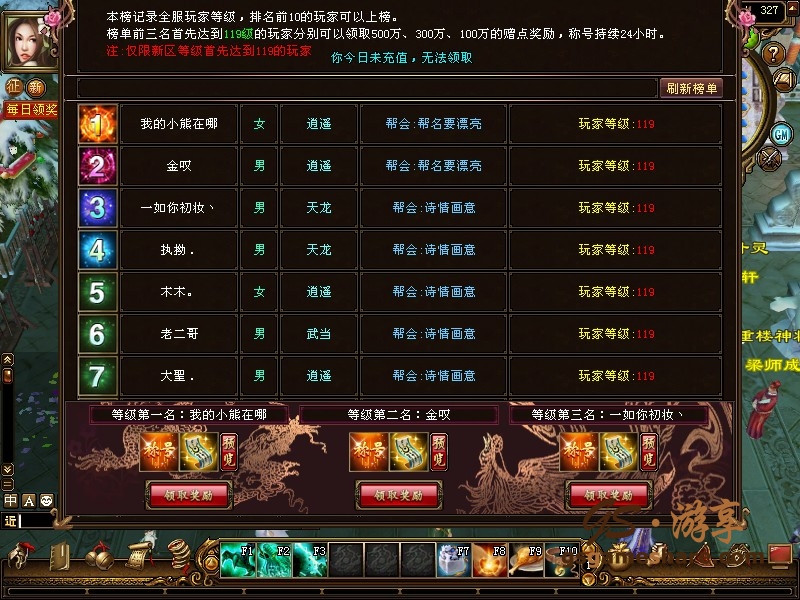 本榜记录全服玩家等级，排名前10的玩家可以上榜。
榜单前三名首先达到119级的玩家分别可以领取500万、300万、100万的赠点奖励，称号持续24小时。
注:仅限新区等级首先达到119的玩家
你今日未充值，无法领取
327
征 新
每日领奖
刷新榜单
GM
1 我的小熊在哪 女 逍遥 帮会:帮名要漂亮 玩家等级:119
2 金叹 男 逍遥 帮会:帮名要漂亮 玩家等级:119
3 一如你初妆丶 男 天龙 帮会:诗情画意 玩家等级:119
4 执拗． 男 天龙 帮会:诗情画意 玩家等级:119
5 木木。 女 逍遥 帮会:诗情画意 玩家等级:119
6 老二哥 男 武当 帮会:诗情画意 玩家等级:119
7 大聖． 男 逍遥 帮会:诗情画意 玩家等级:119
十灵
轩
重楼神
梁师成
等级第一名：我的小熊在哪 等级第二名：金叹 等级第三名：一如你初妆丶
称号 预览 称号 预览 称号 预览
领取奖励 领取奖励 领取奖励
中 A
近
游享
F1 F2 F3 F7 F8 F9 F10
1